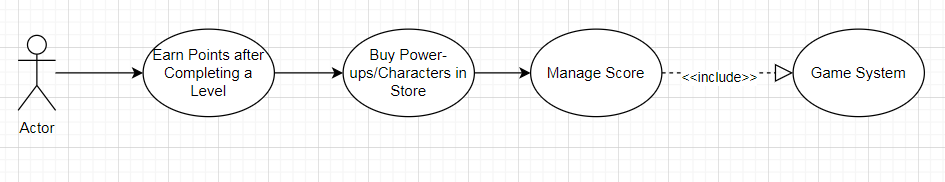 Actor
Earn Points after
Completing a
Level
Buy Power-
ups/Characters in
Store
Manage Score
<<include>>
Game System